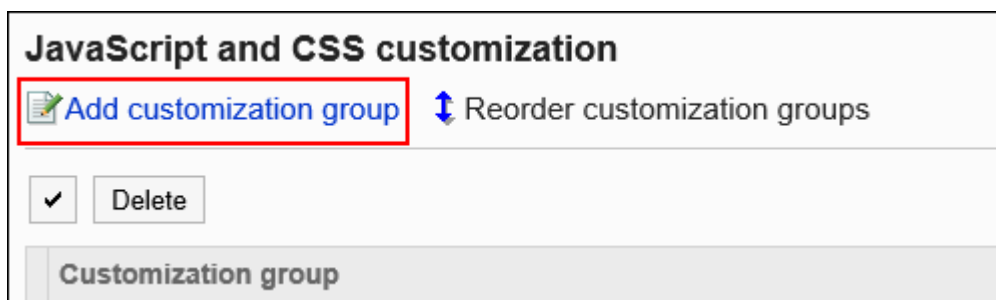 JavaScript and CSS customization
Add customization group Reorder customization groups
Delete
Customization group